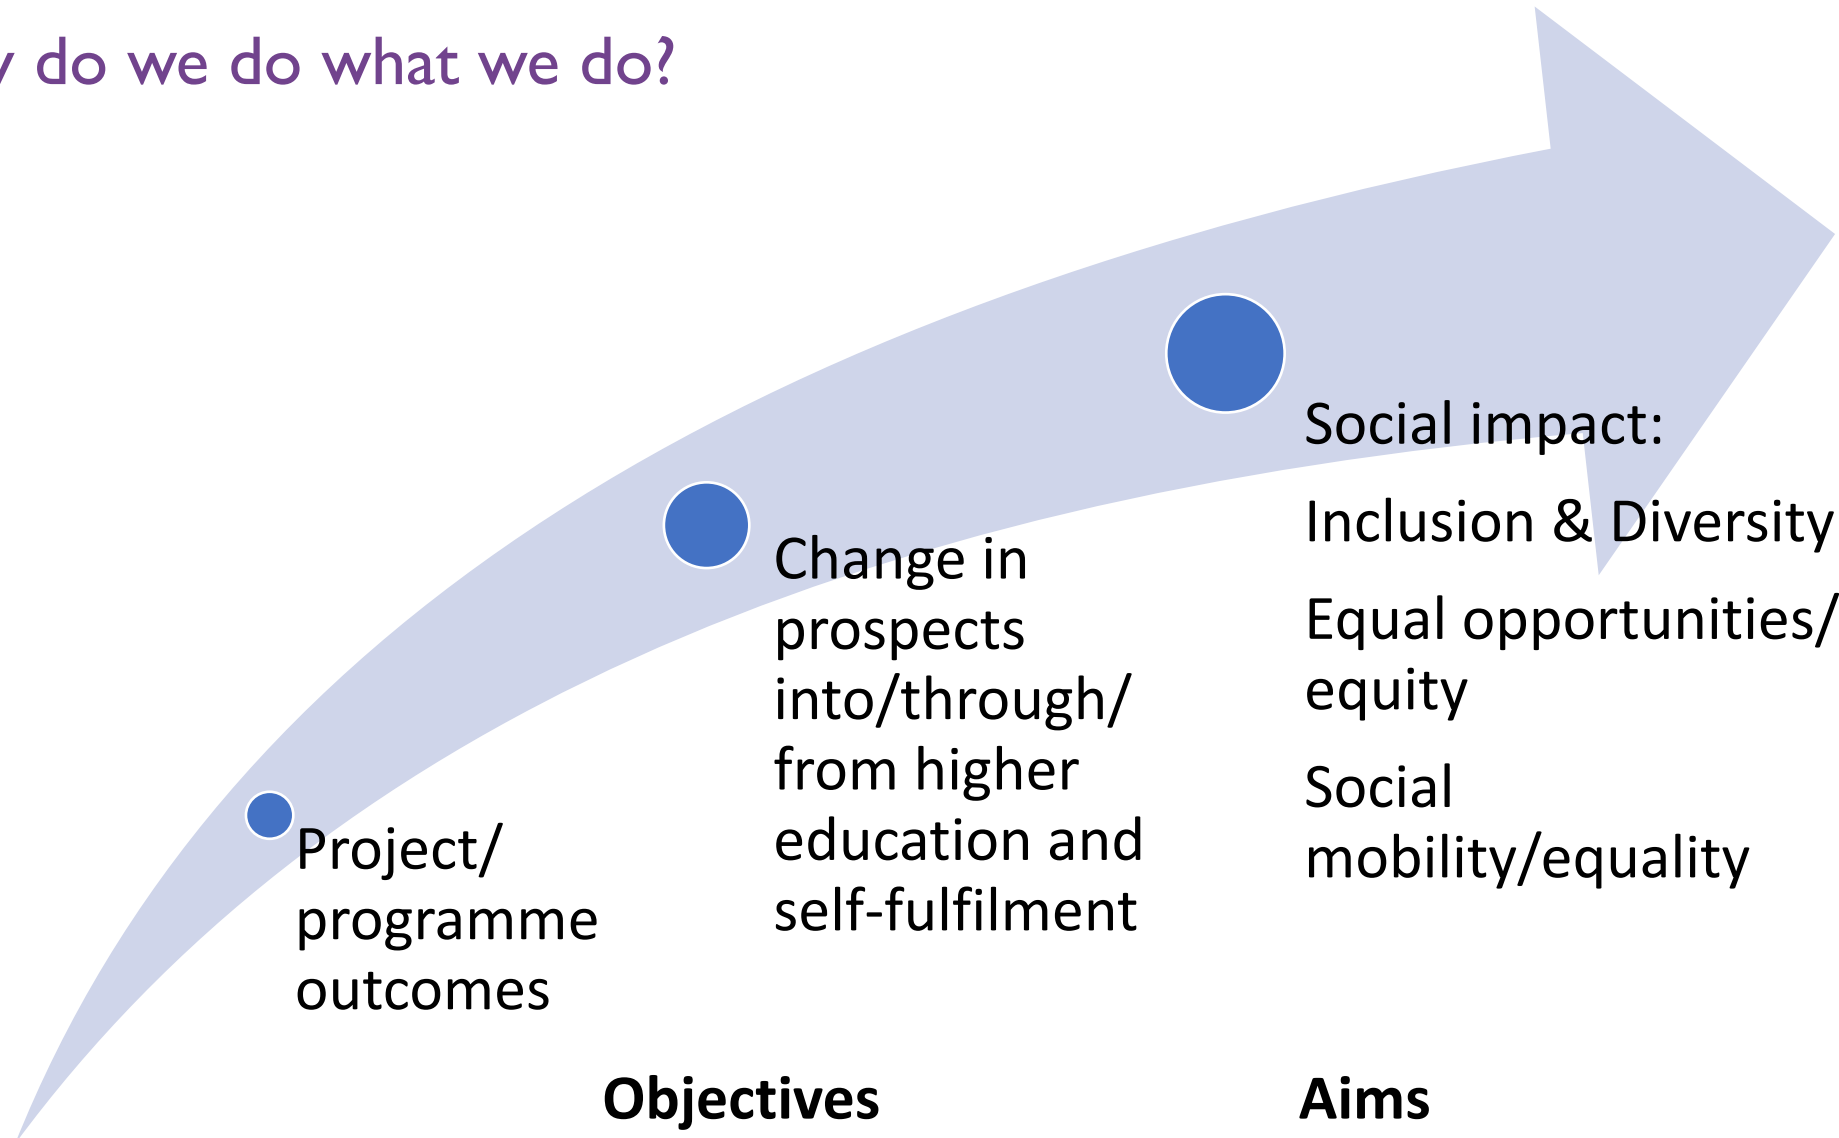 do we do what we do?
Project/
programme
outcomes
Change in
prospects
into/through/
from higher
education and
self-fulfilment
Social impact:
Inclusion & Diversity
Equal opportunities/
equity
Social
mobility/equality
Objectives
Aims